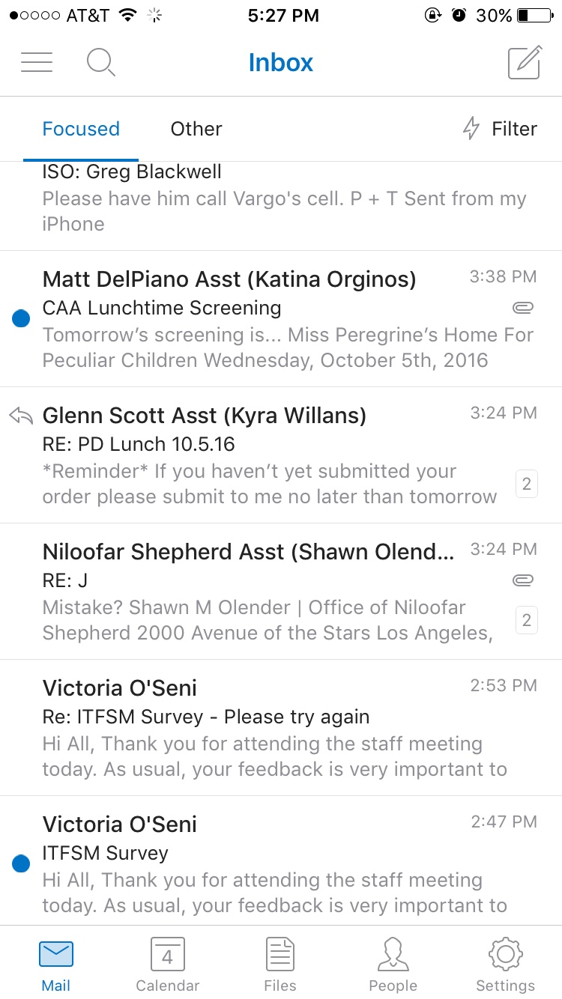 AT&T 5:27 PM 30%
Inbox
Focused Other Filter
ISO: Greg Blackwell
Please have him call Vargo's cell. P + T Sent from my
iPhone
Matt DelPiano Asst (Katina Orginos) 3:38 PM
CAA Lunchtime Screening
Tomorrow’s screening is... Miss Peregrine’s Home For
Peculiar Children Wednesday, October 5th, 2016
Glenn Scott Asst (Kyra Willans) 3:24 PM
RE: PD Lunch 10.5.16
*Reminder* If you haven’t yet submitted your
order please submit to me no later than tomorrow 2
Niloofar Shepherd Asst (Shawn Olend... 3:24 PM
RE: J
Mistake? Shawn M Olender | Office of Niloofar
Shepherd 2000 Avenue of the Stars Los Angeles, 2
Victoria O'Seni 2:53 PM
Re: ITFSM Survey - Please try again
Hi All, Thank you for attending the staff meeting
today. As usual, your feedback is very important to
Victoria O'Seni 2:47 PM
ITFSM Survey
Hi All, Thank you for attending the staff meeting
today. As usual, your feedback is very important to
4
Mail Calendar Files People Settings